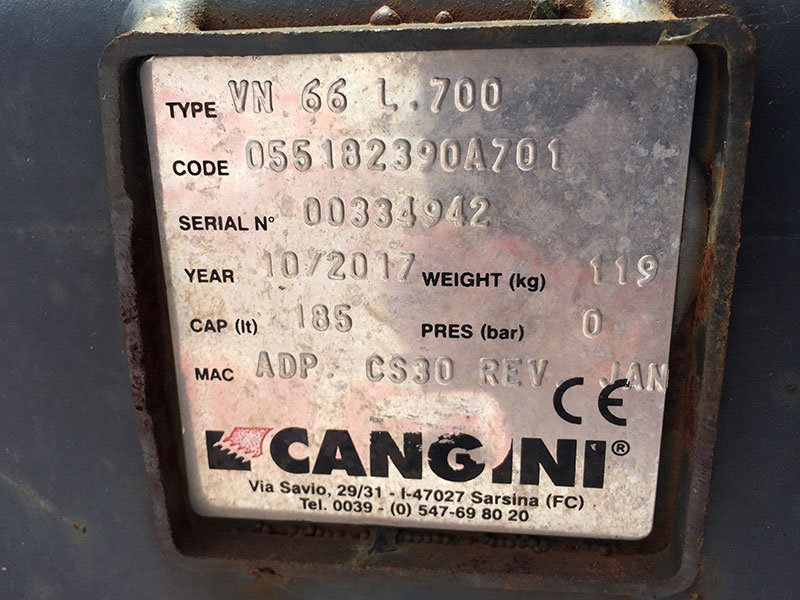 TYPE VN 66 L.700
CODE 055182390A701
SERIAL N° 00334942
YEAR 10/2017 WEIGHT (kg) 119
CAP (lt) 185 PRES (bar) 0
MAC ADP. CS30 REV. JAN
CE
CANGINI®
Via Savio, 29/31 - I-47027 Sarsina (FC)
Tel. 0039 - (0) 547-69 80 20